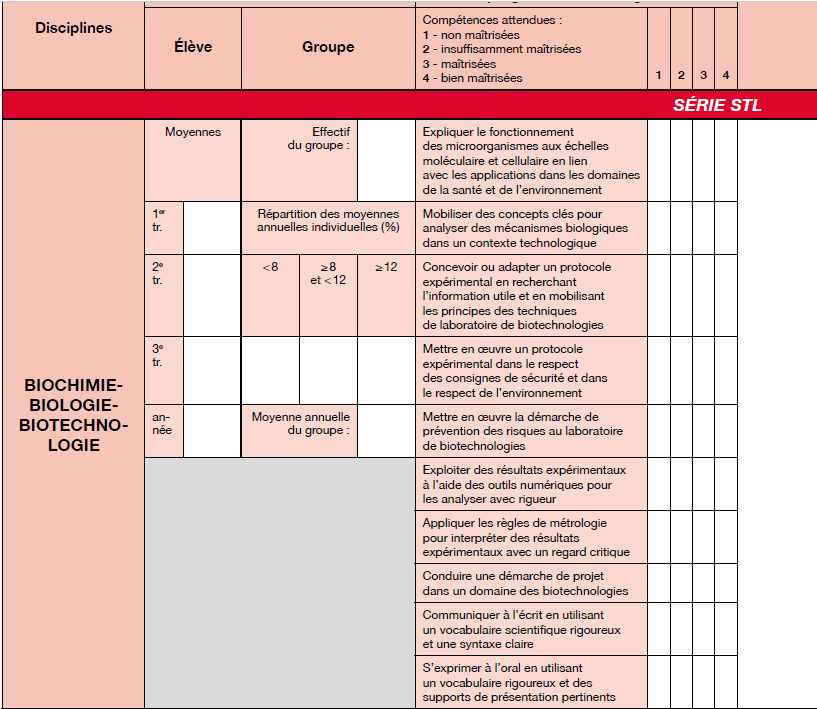 Disciplines
Élève
Groupe
Compétences attendues :
1 - non maîtrisées
2 - insuffisamment maîtrisées
3 - maîtrisées
4 - bien maîtrisées
1 2 3 4
SÉRIE STL
BIOCHIMIE-
BIOLOGIE-
BIOTECHNO-
LOGIE
Moyennes
Effectif
du groupe :
Expliquer le fonctionnement
des microorganismes aux échelles
moléculaire et cellulaire en lien
avec les applications dans les domaines
de la santé et de l'environnement
1er
tr.
Répartition des moyennes
annuelles individuelles (%)
Mobiliser des concepts clés pour
analyser des mécanismes biologiques
dans un contexte technologique
2e
tr.
<8
≥8
et <12
≥12
Concevoir ou adapter un protocole
expérimental en recherchant
l'information utile et en mobilisant
les principes des techniques
de laboratoire de biotechnologies
3e
tr.
Mettre en œuvre un protocole
expérimental dans le respect
des consignes de sécurité et dans
le respect de l'environnement
an-
née
Moyenne annuelle
du groupe :
Mettre en œuvre la démarche de
prévention des risques au laboratoire
de biotechnologies
Exploiter des résultats expérimentaux
à l'aide des outils numériques pour
les analyser avec rigueur
Appliquer les règles de métrologie
pour interpréter des résultats
expérimentaux avec un regard critique
Conduire une démarche de projet
dans un domaine des biotechnologies
Communiquer à l'écrit en utilisant
un vocabulaire scientifique rigoureux
et une syntaxe claire
S'exprimer à l'oral en utilisant
un vocabulaire rigoureux et des
supports de présentation pertinents